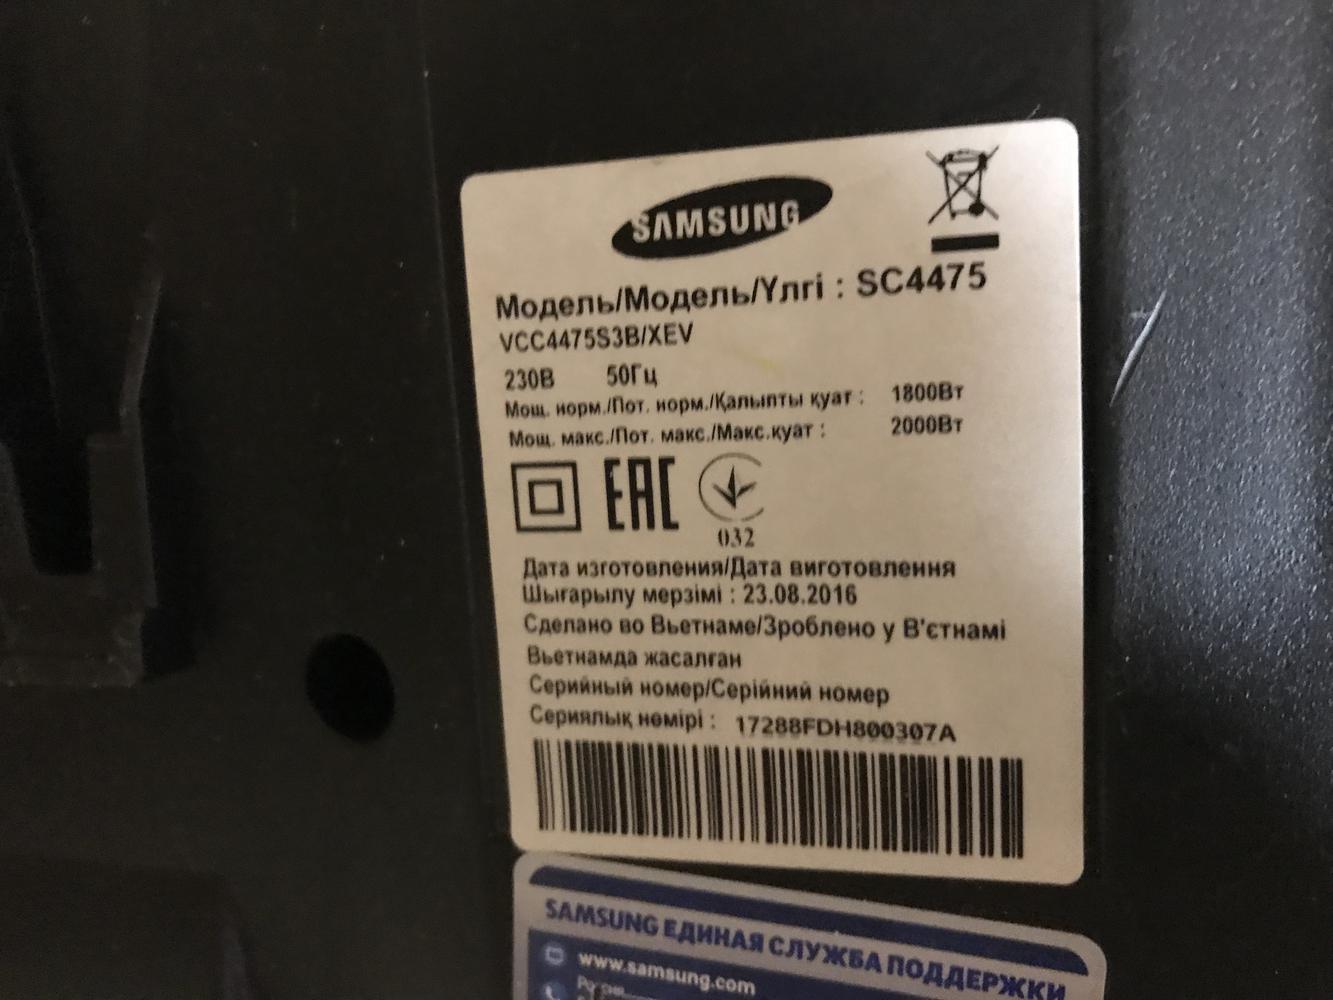 SAMSUNG
Модель/Модель/Улгі : SC4475
VCC4475S3B/XEV
230В 50Гц
Мощ. норм./Пот. норм./Қалыпты қуат : 1800Вт
Мощ. макс./Пот. макс./Макс.қуат : 2000Вт
EAC
032
Дата изготовления/Дата виготовлення
Шығарылу мерзімі : 23.08.2016
Сделано во Вьетнаме/Зроблено у В'єтнамі
Вьетнамда жасалған
Серийный номер/Серійний номер
Сериялық нөмірі : 17288FDH800307A
SAMSUNG ЕДИНАЯ СЛУЖБА ПОДДЕРЖКИ
www.samsung.com